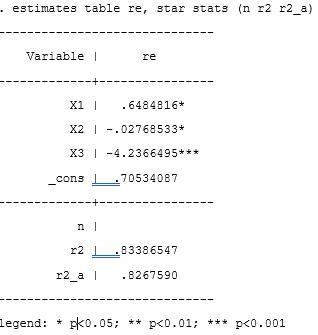 . estimates table re, star stats (n r2 r2_a)
------------------------------
Variable | re
-------------+----------------
X1 | .6484816*
X2 | -.02768533*
X3 | -4.2366495***
_cons | .70534087
-------------+----------------
n |
r2 | .83386547
r2_a | .8267590
------------------------------
legend: * p<0.05; ** p<0.01; *** p<0.001